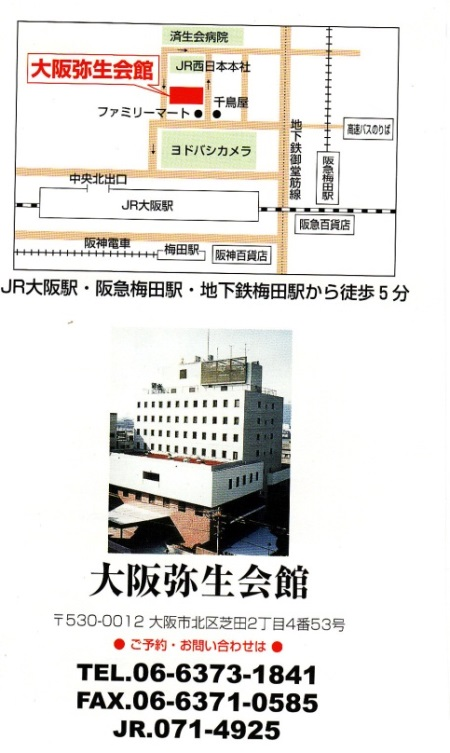 済生会病院
大阪弥生会館
JR西日本本社
千鳥屋
ファミリーマート
高速バスのりば
ヨドバシカメラ
地下鉄御堂筋線
阪急梅田駅
中央北出口
JR大阪駅
阪急百貨店
阪神電車
梅田駅
阪神百貨店
JR大阪駅・阪急梅田駅・地下鉄梅田駅から徒歩5分
大阪弥生会館
〒530-0012 大阪市北区芝田2丁目4番53号
● ご予約・お問い合わせは ●
TEL.06-6373-1841
FAX.06-6371-0585
JR.071-4925